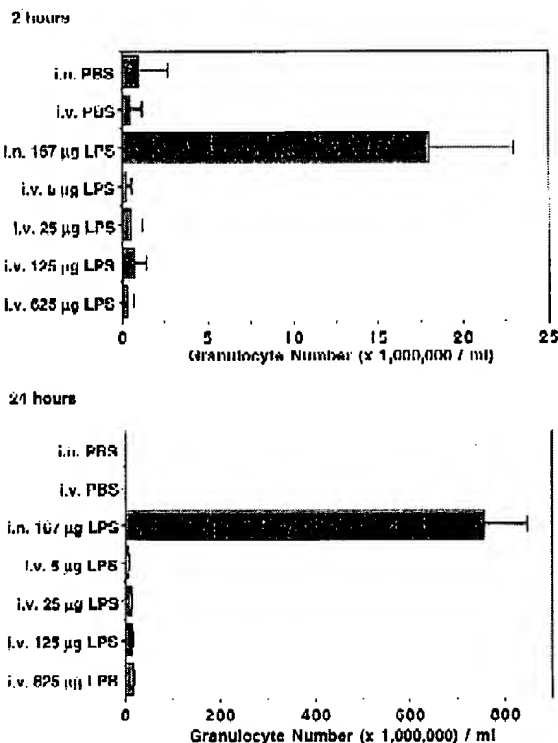 2 hours
i.n. PBS
i.v. PBS
i.n. 167 µg LPS
i.v. 5 µg LPS
i.v. 25 µg LPS
i.v. 125 µg LPS
i.v. 625 µg LPS
0 5 10 15 20 25
Granulocyte Number (x 1,000,000 / ml)
24 hours
i.n. PBS
i.v. PBS
i.n. 167 µg LPS
i.v. 5 µg LPS
i.v. 25 µg LPS
i.v. 125 µg LPS
i.v. 625 µg LPS
0 200 400 600 800
Granulocyte Number (x 1,000,000) / ml